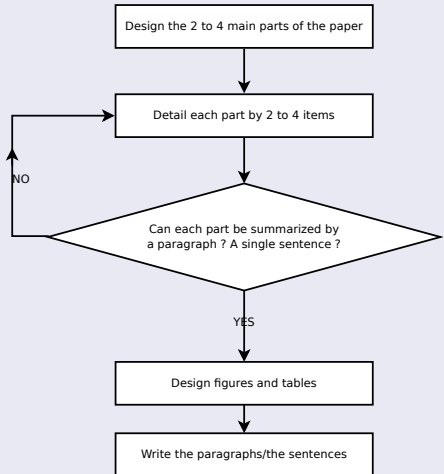 Design the 2 to 4 main parts of the paper
Detail each part by 2 to 4 items
NO
Can each part be summarized by
a paragraph ? A single sentence ?
YES
Design figures and tables
Write the paragraphs/the sentences